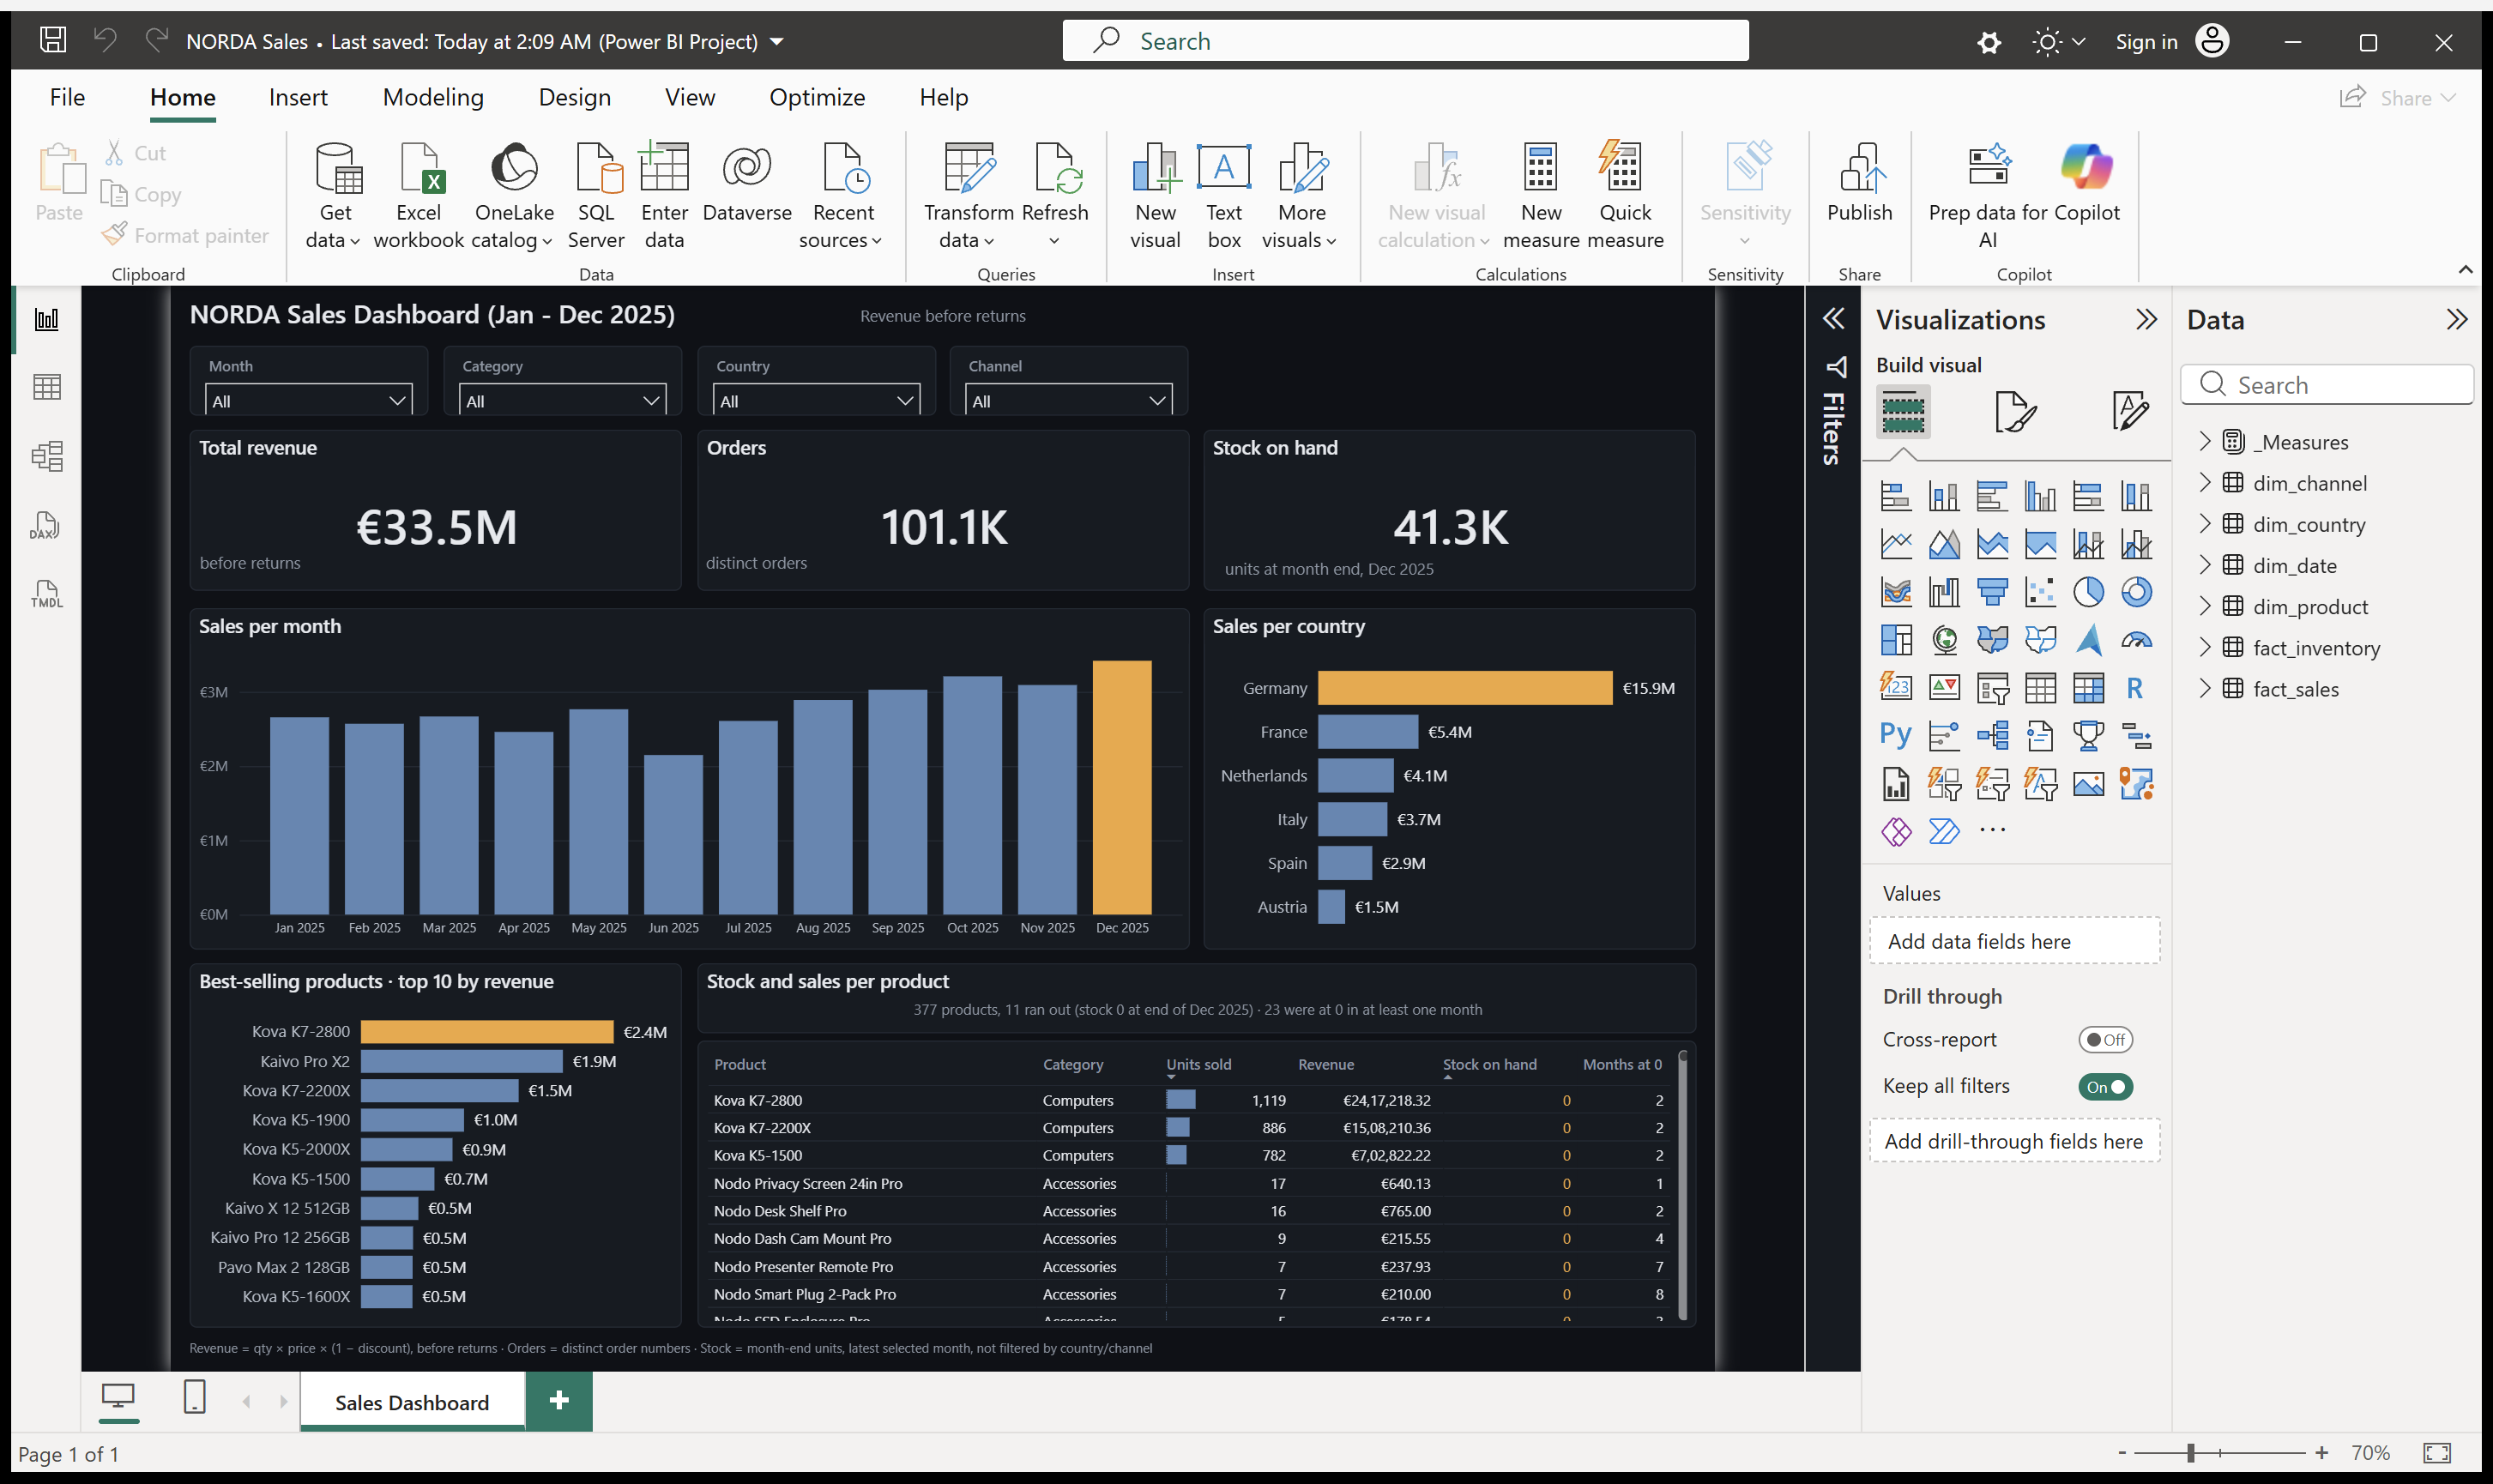 NORDA Sales • Last saved: Today at 2:09 AM (Power BI Project)
Search
Sign in
File Home Insert Modeling Design View Optimize Help
Share
Paste
Cut
Copy
Format painter
Clipboard
Get data
Excel workbook
OneLake catalog
SQL Server
Enter data
Dataverse
Recent sources
Data
Transform data
Refresh
Queries
New visual
Text box
More visuals
Insert
New visual calculation
New measure
Quick measure
Calculations
Sensitivity
Sensitivity
Publish
Share
Prep data for AI
Copilot
Copilot
DAX
TMDL
NORDA Sales Dashboard (Jan - Dec 2025)
Revenue before returns
Month
All
Category
All
Country
All
Channel
All
Total revenue
€33.5M
before returns
Orders
101.1K
distinct orders
Stock on hand
41.3K
units at month end, Dec 2025
Sales per month
€3M
€2M
€1M
€0M
Jan 2025 Feb 2025 Mar 2025 Apr 2025 May 2025 Jun 2025 Jul 2025 Aug 2025 Sep 2025 Oct 2025 Nov 2025 Dec 2025
Sales per country
Germany €15.9M
France €5.4M
Netherlands €4.1M
Italy €3.7M
Spain €2.9M
Austria €1.5M
Best-selling products · top 10 by revenue
Kova K7-2800 €2.4M
Kaivo Pro X2 €1.9M
Kova K7-2200X €1.5M
Kova K5-1900 €1.0M
Kova K5-2000X €0.9M
Kova K5-1500 €0.7M
Kaivo X 12 512GB €0.5M
Kaivo Pro 12 256GB €0.5M
Pavo Max 2 128GB €0.5M
Kova K5-1600X €0.5M
Stock and sales per product
377 products, 11 ran out (stock 0 at end of Dec 2025) · 23 were at 0 in at least one month
Product Category Units sold Revenue Stock on hand Months at 0
Kova K7-2800 Computers 1,119 €24,17,218.32 0 2
Kova K7-2200X Computers 886 €15,08,210.36 0 2
Kova K5-1500 Computers 782 €7,02,822.22 0 2
Nodo Privacy Screen 24in Pro Accessories 17 €640.13 0 1
Nodo Desk Shelf Pro Accessories 16 €765.00 0 2
Nodo Dash Cam Mount Pro Accessories 9 €215.55 0 4
Nodo Presenter Remote Pro Accessories 7 €237.93 0 7
Nodo Smart Plug 2-Pack Pro Accessories 7 €210.00 0 8
Revenue = qty × price × (1 − discount), before returns · Orders = distinct order numbers · Stock = month-end units, latest selected month, not filtered by country/channel
Filters
Visualizations
Build visual
123
R
Py
Values
Add data fields here
Drill through
Cross-report
Off
Keep all filters
On
Add drill-through fields here
Data
Search
_Measures
dim_channel
dim_country
dim_date
dim_product
fact_inventory
fact_sales
Sales Dashboard
Page 1 of 1
70%